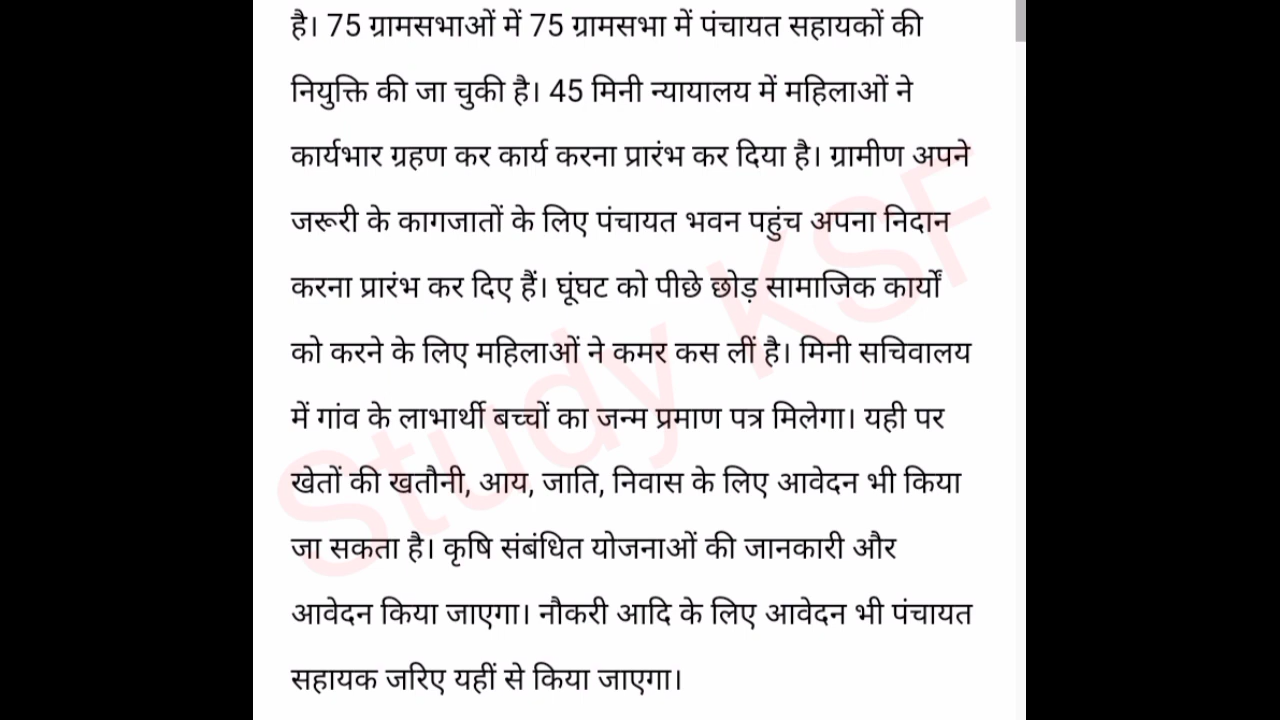 है। 75 ग्रामसभाओं में 75 ग्रामसभा में पंचायत सहायकों की
नियुक्ति की जा चुकी है। 45 मिनी न्यायालय में महिलाओं ने
कार्यभार ग्रहण कर कार्य करना प्रारंभ कर दिया है। ग्रामीण अपने
जरूरी के कागजातों के लिए पंचायत भवन पहुंच अपना निदान
करना प्रारंभ कर दिए हैं। घूंघट को पीछे छोड़ सामाजिक कार्यों
को करने के लिए महिलाओं ने कमर कस लीं है। मिनी सचिवालय
में गांव के लाभार्थी बच्चों का जन्म प्रमाण पत्र मिलेगा। यही पर
खेतों की खतौनी, आय, जाति, निवास के लिए आवेदन भी किया
जा सकता है। कृषि संबंधित योजनाओं की जानकारी और
आवेदन किया जाएगा। नौकरी आदि के लिए आवेदन भी पंचायत
सहायक जरिए यहीं से किया जाएगा।
Study KSF